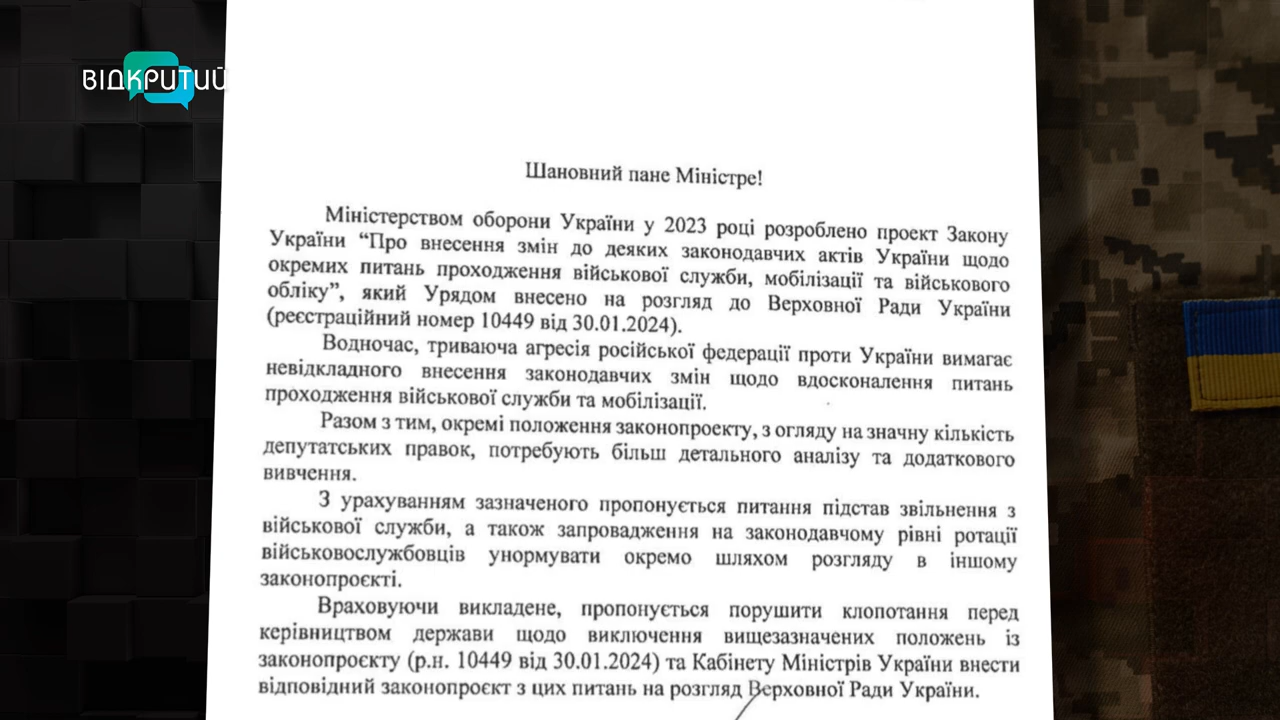 ВІДКРИТИЙ
Шановний пане Міністре!
Міністерством оборони України у 2023 році розроблено проект Закону
України “Про внесення змін до деяких законодавчих актів України щодо
окремих питань проходження військової служби, мобілізації та військового
обліку”, який Урядом внесено на розгляд до Верховної Ради України
(реєстраційний номер 10449 від 30.01.2024).
Водночас, триваюча агресія російської федерації проти України вимагає
невідкладного внесення законодавчих змін щодо вдосконалення питань
проходження військової служби та мобілізації.
Разом з тим, окремі положення законопроекту, з огляду на значну кількість
депутатських правок, потребують більш детального аналізу та додаткового
вивчення.
З урахуванням зазначеного пропонується питання підстав звільнення з
військової служби, а також запровадження на законодавчому рівні ротації
військовослужбовців унормувати окремо шляхом розгляду в іншому
законопроєкті.
Враховуючи викладене, пропонується порушити клопотання перед
керівництвом держави щодо виключення вищезазначених положень із
законопроєкту (р.н. 10449 від 30.01.2024) та Кабінету Міністрів України внести
відповідний законопроєкт з цих питань на розгляд Верховної Ради України.